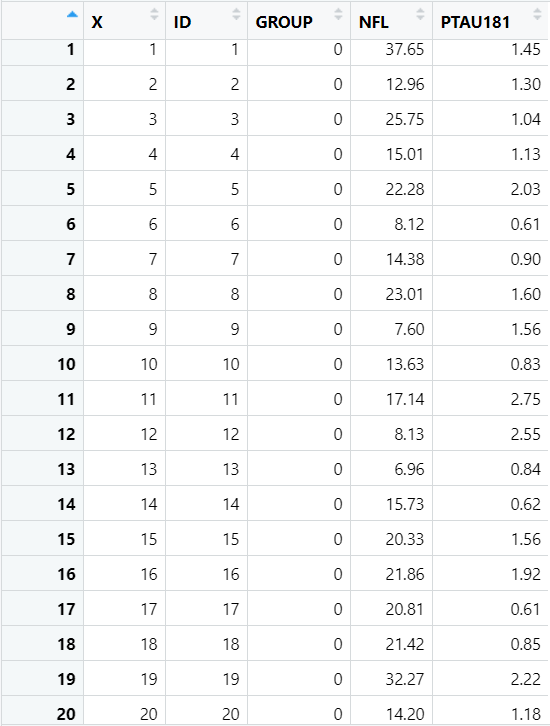 X ID GROUP NFL PTAU181
1 1 1 0 37.65 1.45
2 2 2 0 12.96 1.30
3 3 3 0 25.75 1.04
4 4 4 0 15.01 1.13
5 5 5 0 22.28 2.03
6 6 6 0 8.12 0.61
7 7 7 0 14.38 0.90
8 8 8 0 23.01 1.60
9 9 9 0 7.60 1.56
10 10 10 0 13.63 0.83
11 11 11 0 17.14 2.75
12 12 12 0 8.13 2.55
13 13 13 0 6.96 0.84
14 14 14 0 15.73 0.62
15 15 15 0 20.33 1.56
16 16 16 0 21.86 1.92
17 17 17 0 20.81 0.61
18 18 18 0 21.42 0.85
19 19 19 0 32.27 2.22
20 20 20 0 14.20 1.18